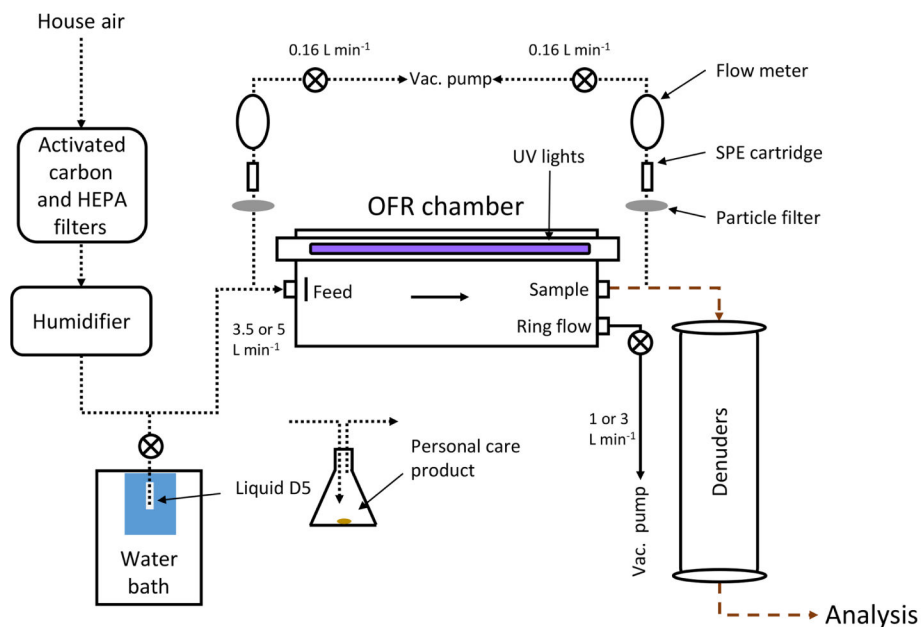 House air
0.16 L min⁻¹
0.16 L min⁻¹
Vac. pump
Flow meter
Activated
carbon
and HEPA
filters
UV lights
SPE cartridge
OFR chamber
Particle filter
Humidifier
Feed
Sample
3.5 or 5
L min⁻¹
Ring flow
1 or 3
L min⁻¹
Denuders
Personal care
product
Liquid D5
Water
bath
Vac. pump
Analysis